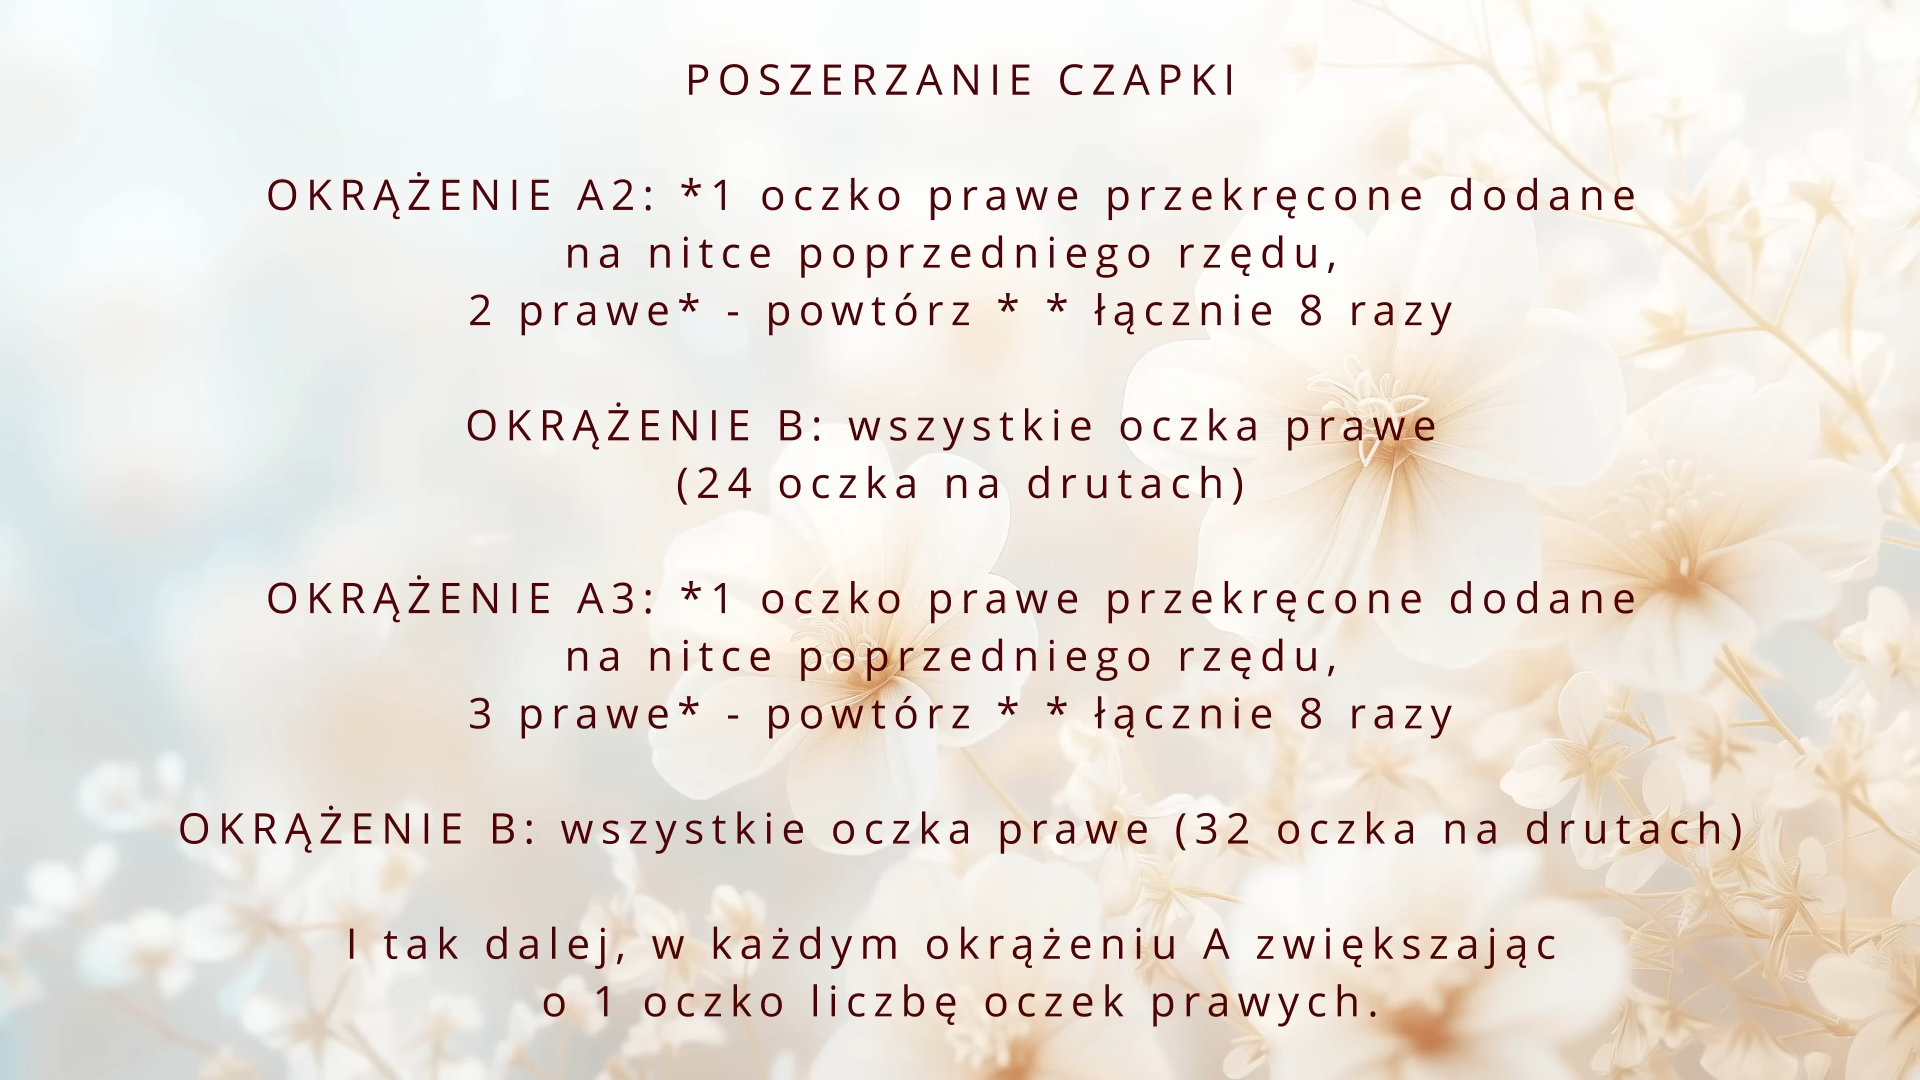 POSZERZANIE CZAPKI
OKRĄŻENIE A2: *1 oczko prawe przekręcone dodane
na nitce poprzedniego rzędu,
2 prawe* - powtórz * * łącznie 8 razy
OKRĄŻENIE B: wszystkie oczka prawe
(24 oczka na drutach)
OKRĄŻENIE A3: *1 oczko prawe przekręcone dodane
na nitce poprzedniego rzędu,
3 prawe* - powtórz * * łącznie 8 razy
OKRĄŻENIE B: wszystkie oczka prawe (32 oczka na drutach)
I tak dalej, w każdym okrążeniu A zwiększając
o 1 oczko liczbę oczek prawych.